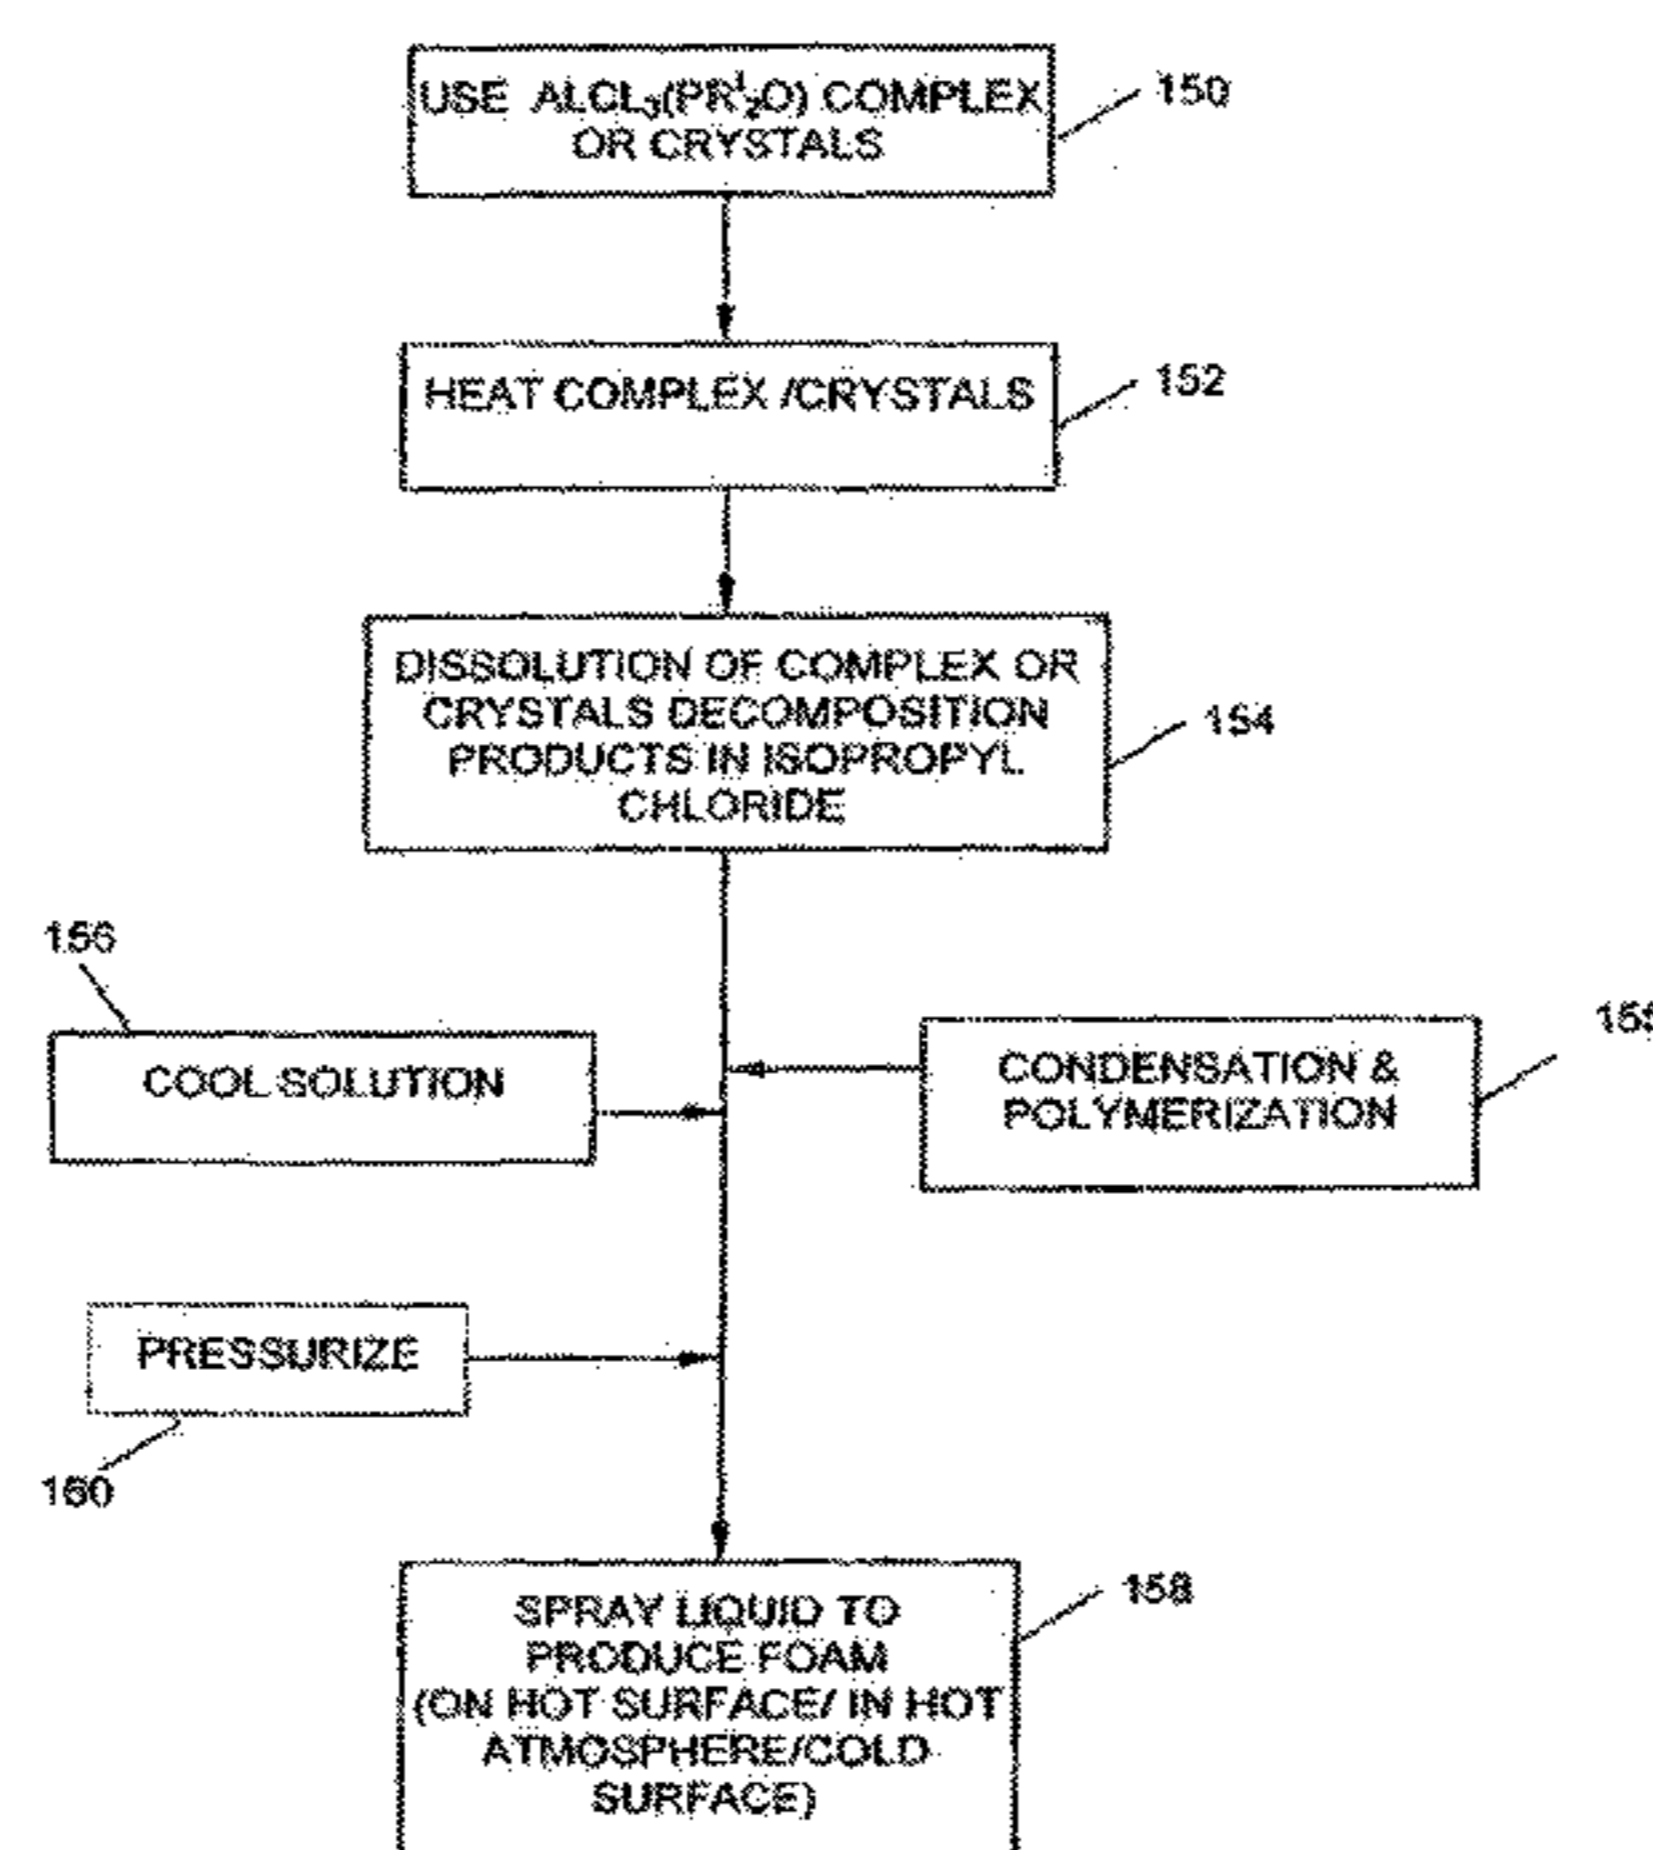 USE ALCL₃(PRⁱ₂O) COMPLEX
OR CRYSTALS
150
HEAT COMPLEX /CRYSTALS
152
DISSOLUTION OF COMPLEX OR
CRYSTALS DECOMPOSITION
PRODUCTS IN ISOPROPYL
CHLORIDE
154
156
COOL SOLUTION
CONDENSATION &
POLYMERIZATION
155
PRESSURIZE
160
SPRAY LIQUID TO
PRODUCE FOAM
(ON HOT SURFACE/ IN HOT
ATMOSPHERE/COLD
SURFACE)
158